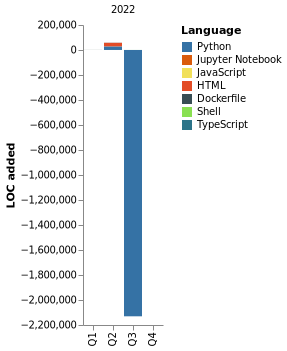 2022
LOC added
200,000
0
−200,000
−400,000
−600,000
−800,000
−1,000,000
−1,200,000
−1,400,000
−1,600,000
−1,800,000
−2,000,000
−2,200,000
Q1
Q2
Q3
Q4
Language
Python
Jupyter Notebook
JavaScript
HTML
Dockerfile
Shell
TypeScript